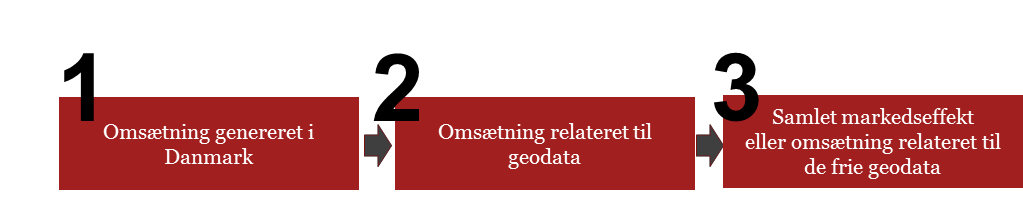 1
Omsætning genereret i
Danmark
2
Omsætning relateret til
geodata
3
Samlet markedseffekt
eller omsætning relateret til
de frie geodata